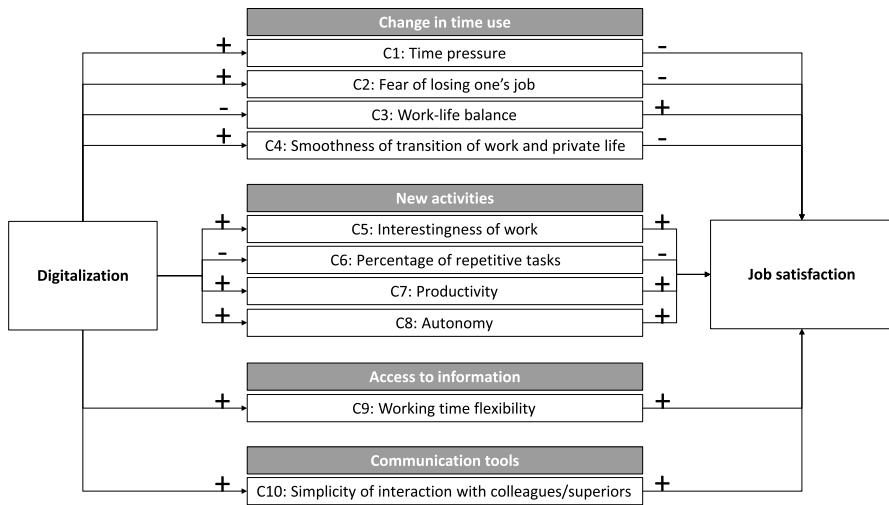 Change in time use
+ C1: Time pressure -
+ C2: Fear of losing one's job -
- C3: Work-life balance +
+ C4: Smoothness of transition of work and private life -
New activities
+ C5: Interestingness of work +
- C6: Percentage of repetitive tasks -
Digitalization
Job satisfaction
+ C7: Productivity +
+ C8: Autonomy +
Access to information
+ C9: Working time flexibility +
Communication tools
+ C10: Simplicity of interaction with colleagues/superiors +